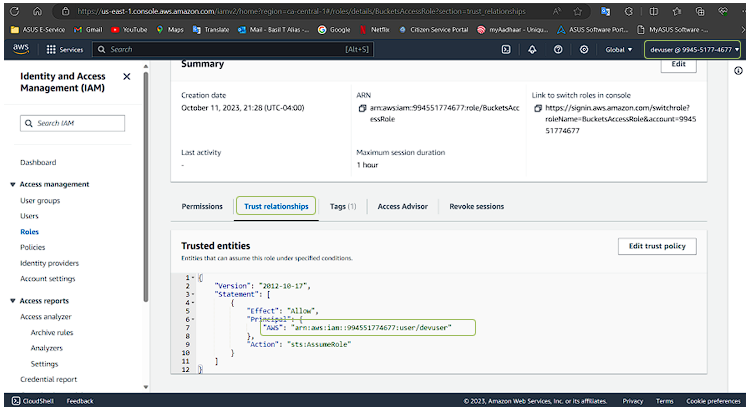 https://us-east-1.console.aws.amazon.com/iamv2/home?region=ca-central-1#/roles/details/BucketsAccessRole?section=trust_relationships
ASUS E-Service Gmail YouTube Maps Translate Mail - Basil T Alias -... Google Netflix Citizen Service Portal myAadhaar - Uniqu... ASUS Software Port... MyASUS Software -...
aws Services Search [Alt+S] Global devuser @ 9945-5177-4677
Identity and Access
Management (IAM)
Search IAM
Dashboard
Access management
User groups
Users
Roles
Policies
Identity providers
Account settings
Access reports
Access analyzer
Archive rules
Analyzers
Settings
Credential report
Summary
Edit
Creation date
October 11, 2023, 21:28 (UTC-04:00)
ARN
arn:aws:iam::994551774677:role/BucketsAcc
essRole
Link to switch roles in console
https://signin.aws.amazon.com/switchrole?
roleName=BucketsAccessRole&account=9945
51774677
Last activity
-
Maximum session duration
1 hour
Permissions Trust relationships Tags (1) Access Advisor Revoke sessions
Trusted entities
Entities that can assume this role under specified conditions.
Edit trust policy
1 {
2 "Version": "2012-10-17",
3 "Statement": [
4 {
5 "Effect": "Allow",
6 "Principal": {
7 "AWS": "arn:aws:iam::994551774677:user/devuser"
8 },
9 "Action": "sts:AssumeRole"
10 }
11 ]
12 }
CloudShell Feedback © 2023, Amazon Web Services, Inc. or its affiliates. Privacy Terms Cookie preferences